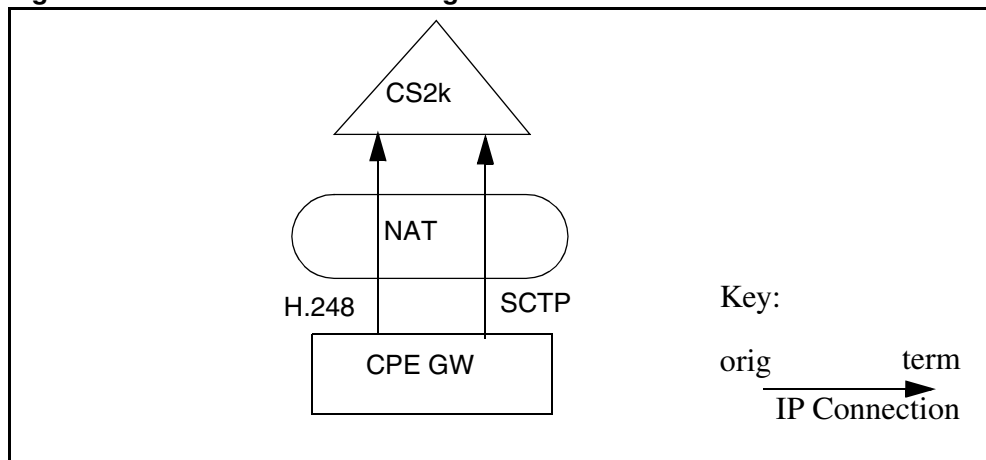 CS2k
NAT
H.248
SCTP
CPE GW
Key:
orig
term
IP Connection